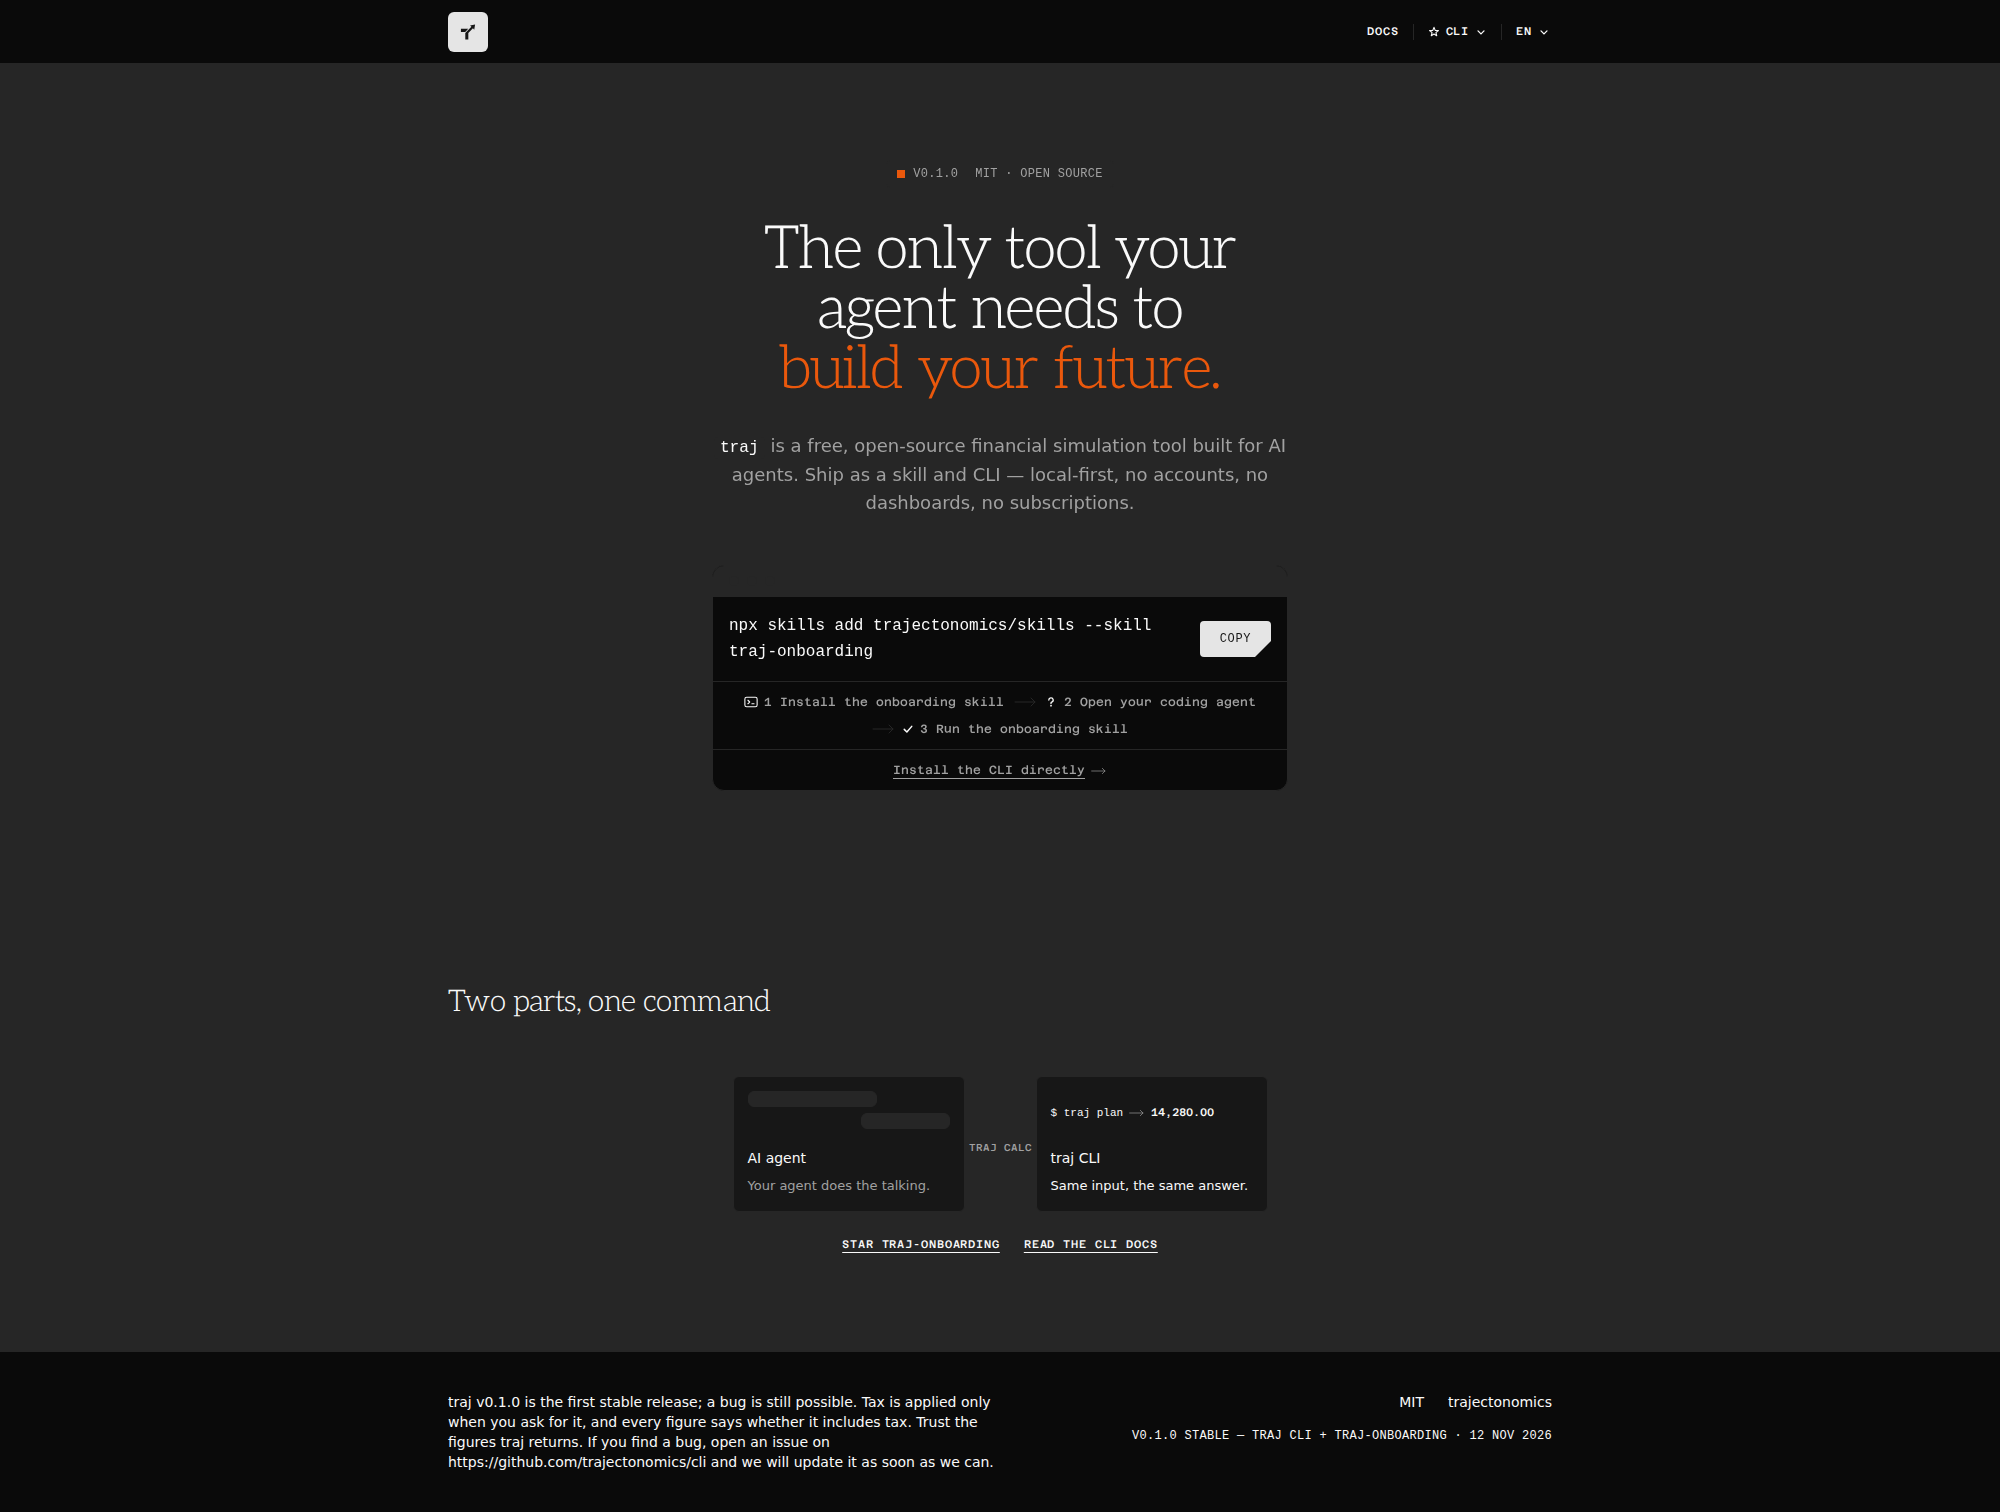 DOCS
CLI
EN
V0.1.0 MIT · OPEN SOURCE
The only tool your
agent needs to
build your future.
traj is a free, open-source financial simulation tool built for AI
agents. Ship as a skill and CLI — local-first, no accounts, no
dashboards, no subscriptions.
npx skills add trajectonomics/skills --skill
traj-onboarding
COPY
1 Install the onboarding skill
? 2 Open your coding agent
3 Run the onboarding skill
Install the CLI directly
Two parts, one command
AI agent
Your agent does the talking.
TRAJ CALC
$ traj plan 14,280.00
traj CLI
Same input, the same answer.
STAR TRAJ-ONBOARDING
READ THE CLI DOCS
traj v0.1.0 is the first stable release; a bug is still possible. Tax is applied only
when you ask for it, and every figure says whether it includes tax. Trust the
figures traj returns. If you find a bug, open an issue on
https://github.com/trajectonomics/cli and we will update it as soon as we can.
MIT
trajectonomics
V0.1.0 STABLE — TRAJ CLI + TRAJ-ONBOARDING · 12 NOV 2026